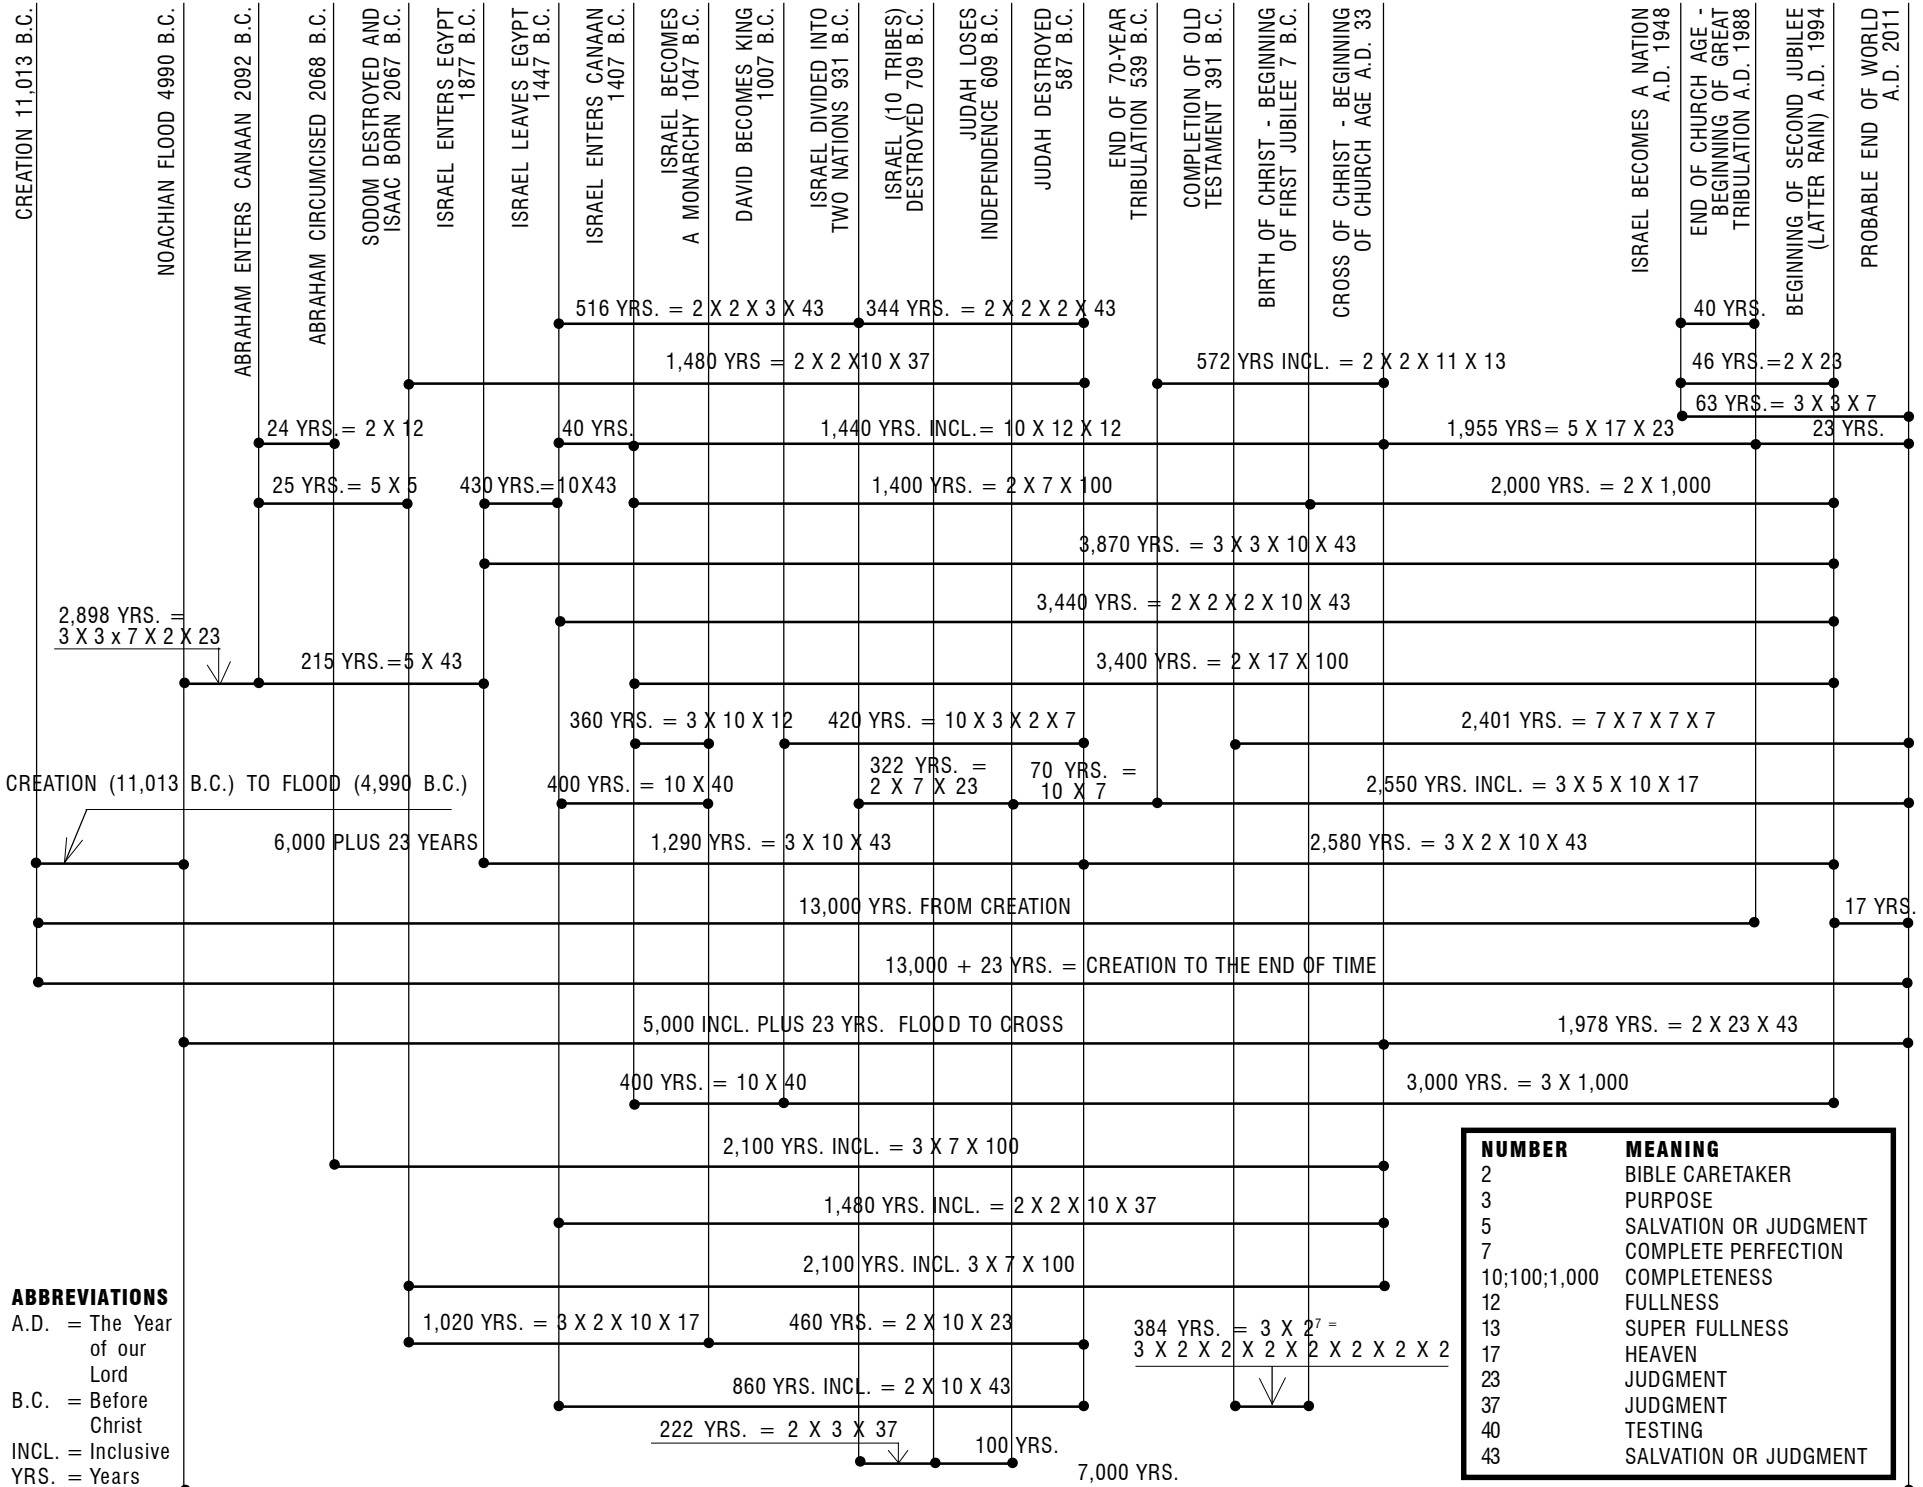 CREATION 11,013 B.C.
NOACHIAN FLOOD 4990 B.C.
ABRAHAM ENTERS CANAAN 2092 B.C.
ABRAHAM CIRCUMCISED 2068 B.C.
SODOM DESTROYED AND
ISAAC BORN 2067 B.C.
ISRAEL ENTERS EGYPT
1877 B.C.
ISRAEL LEAVES EGYPT
1447 B.C.
ISRAEL ENTERS CANAAN
1407 B.C.
ISRAEL BECOMES
A MONARCHY 1047 B.C.
DAVID BECOMES KING
1007 B.C.
ISRAEL DIVIDED INTO
TWO NATIONS 931 B.C.
ISRAEL (10 TRIBES)
DESTROYED 709 B.C.
JUDAH LOSES
INDEPENDENCE 609 B.C.
JUDAH DESTROYED
587 B.C.
END OF 70-YEAR
TRIBULATION 539 B.C.
COMPLETION OF OLD
TESTAMENT 391 B.C.
BIRTH OF CHRIST - BEGINNING
OF FIRST JUBILEE 7 B.C.
CROSS OF CHRIST - BEGINNING
OF CHURCH AGE A.D. 33
ISRAEL BECOMES A NATION
A.D. 1948
END OF CHURCH AGE -
BEGINNING OF GREAT
TRIBULATION A.D. 1988
BEGINNING OF SECOND JUBILEE
(LATTER RAIN) A.D. 1994
PROBABLE END OF WORLD
A.D. 2011
516 YRS. = 2 X 2 X 3 X 43
344 YRS. = 2 X 2 X 2 X 43
40 YRS.
1,480 YRS = 2 X 2 X10 X 37
572 YRS INCL. = 2 X 2 X 11 X 13
46 YRS.=2 X 23
63 YRS.= 3 X 3 X 7
24 YRS.= 2 X 12
40 YRS.
1,440 YRS. INCL.= 10 X 12 X 12
1,955 YRS= 5 X 17 X 23
23 YRS.
25 YRS.= 5 X 5
430 YRS.=10X43
1,400 YRS. = 2 X 7 X 100
2,000 YRS. = 2 X 1,000
3,870 YRS. = 3 X 3 X 10 X 43
3,440 YRS. = 2 X 2 X 2 X 10 X 43
2,898 YRS. =
3 X 3 x 7 X 2 X 23
215 YRS.=5 X 43
3,400 YRS. = 2 X 17 X 100
360 YRS. = 3 X 10 X 12
420 YRS. = 10 X 3 X 2 X 7
2,401 YRS. = 7 X 7 X 7 X 7
CREATION (11,013 B.C.) TO FLOOD (4,990 B.C.)
400 YRS. = 10 X 40
322 YRS. =
2 X 7 X 23
70 YRS. =
10 X 7
2,550 YRS. INCL. = 3 X 5 X 10 X 17
6,000 PLUS 23 YEARS
1,290 YRS. = 3 X 10 X 43
2,580 YRS. = 3 X 2 X 10 X 43
13,000 YRS. FROM CREATION
17 YRS.
13,000 + 23 YRS. = CREATION TO THE END OF TIME
5,000 INCL. PLUS 23 YRS. FLOOD TO CROSS
1,978 YRS. = 2 X 23 X 43
400 YRS. = 10 X 40
3,000 YRS. = 3 X 1,000
2,100 YRS. INCL. = 3 X 7 X 100
1,480 YRS. INCL. = 2 X 2 X 10 X 37
2,100 YRS. INCL. 3 X 7 X 100
1,020 YRS. = 3 X 2 X 10 X 17
460 YRS. = 2 X 10 X 23
384 YRS. = 3 X 2⁷ =
3 X 2 X 2 X 2 X 2 X 2 X 2 X 2
860 YRS. INCL. = 2 X 10 X 43
222 YRS. = 2 X 3 X 37
100 YRS.
7,000 YRS.
ABBREVIATIONS
A.D. = The Year
of our
Lord
B.C. = Before
Christ
INCL. = Inclusive
YRS. = Years
NUMBER MEANING
2 BIBLE CARETAKER
3 PURPOSE
5 SALVATION OR JUDGMENT
7 COMPLETE PERFECTION
10;100;1,000 COMPLETENESS
12 FULLNESS
13 SUPER FULLNESS
17 HEAVEN
23 JUDGMENT
37 JUDGMENT
40 TESTING
43 SALVATION OR JUDGMENT